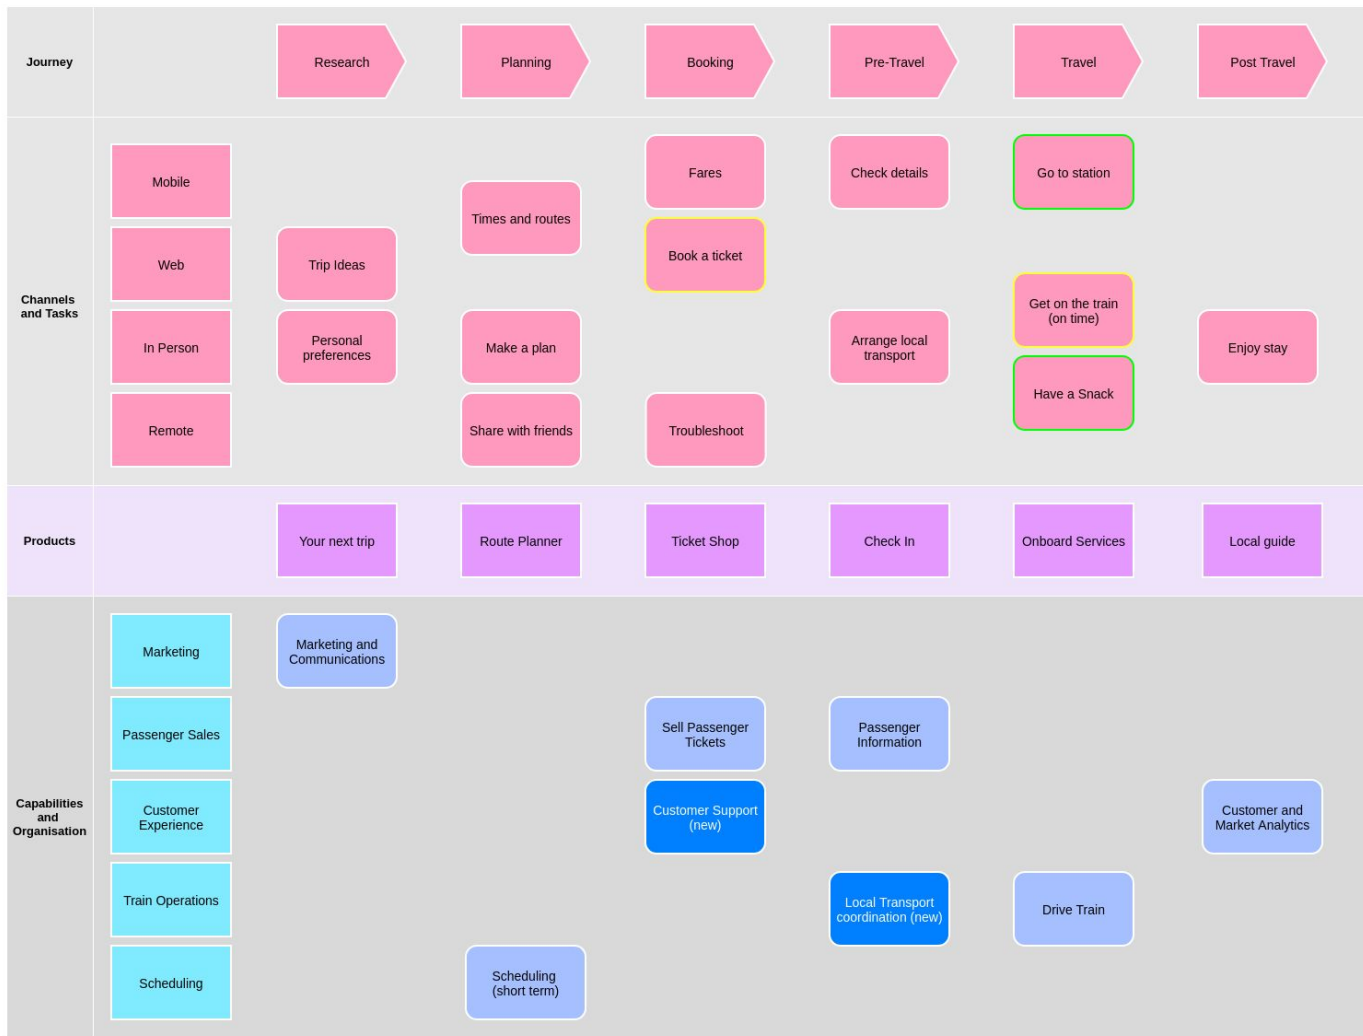 Journey
Research
Planning
Booking
Pre-Travel
Travel
Post Travel
Channels
and Tasks
Mobile
Web
In Person
Remote
Trip Ideas
Personal
preferences
Times and routes
Make a plan
Share with friends
Fares
Book a ticket
Troubleshoot
Check details
Arrange local
transport
Go to station
Get on the train
(on time)
Have a Snack
Enjoy stay
Products
Your next trip
Route Planner
Ticket Shop
Check In
Onboard Services
Local guide
Capabilities
and
Organisation
Marketing
Passenger Sales
Customer
Experience
Train Operations
Scheduling
Marketing and
Communications
Scheduling
(short term)
Sell Passenger
Tickets
Customer Support
(new)
Passenger
Information
Local Transport
coordination (new)
Drive Train
Customer and
Market Analytics